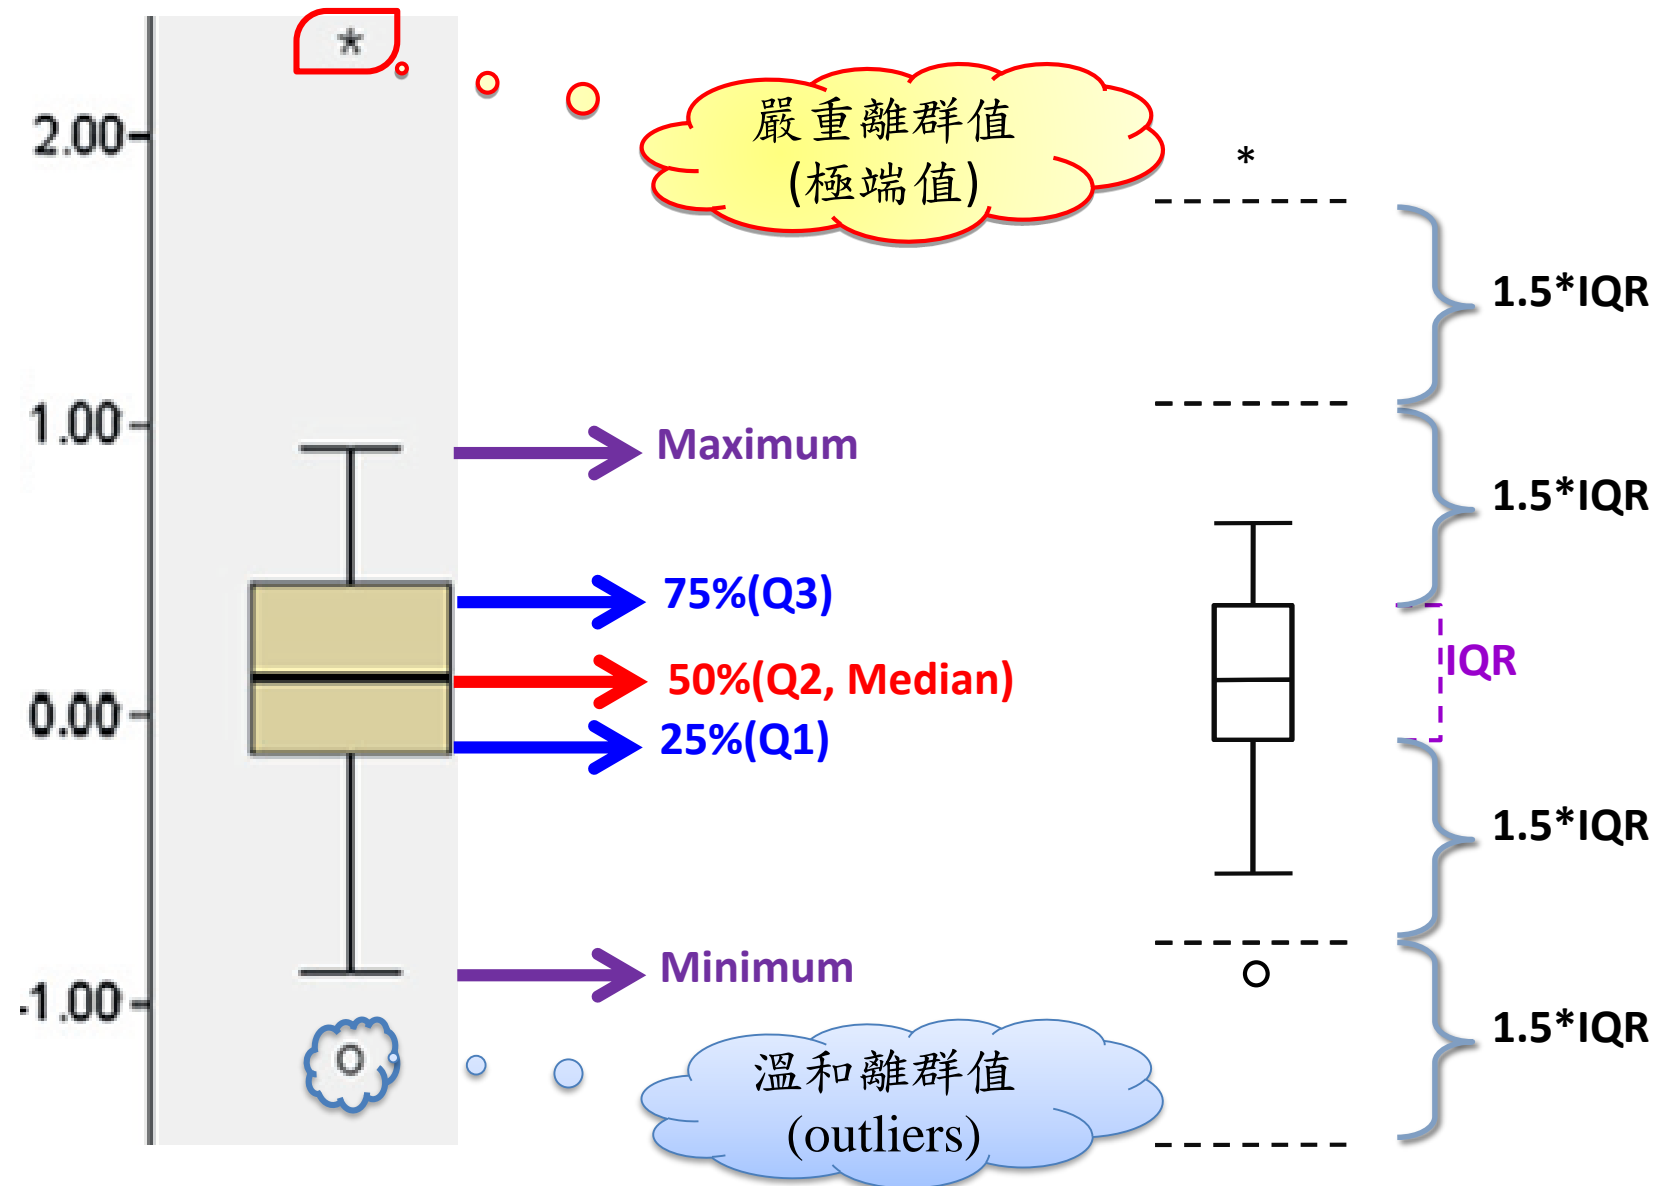 *
2.00
1.00
0.00
-1.00
O
嚴重離群值
(極端值)
Maximum
75%(Q3)
50%(Q2, Median)
25%(Q1)
Minimum
溫和離群值
(outliers)
*
1.5*IQR
1.5*IQR
IQR
1.5*IQR
1.5*IQR